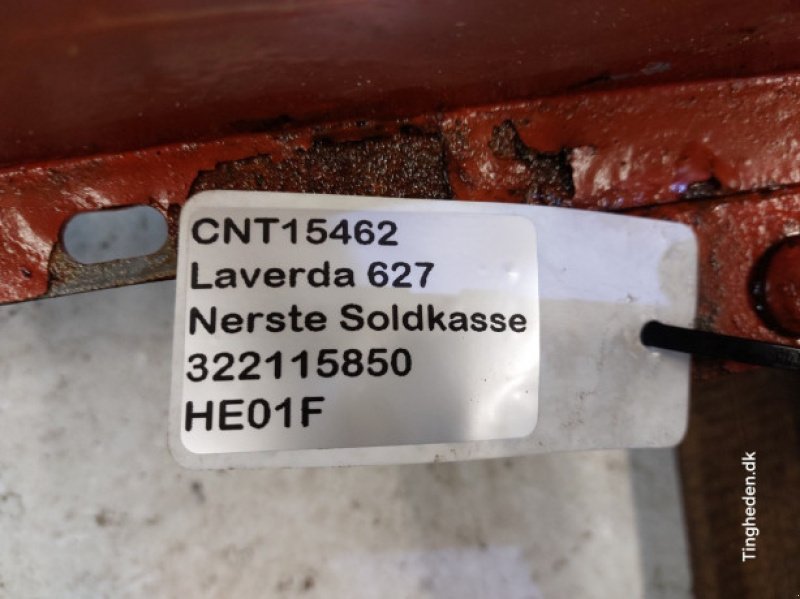 CNT15462
Laverda 627
Nerste Soldkasse
322115850
HE01F
Tingheden.dk